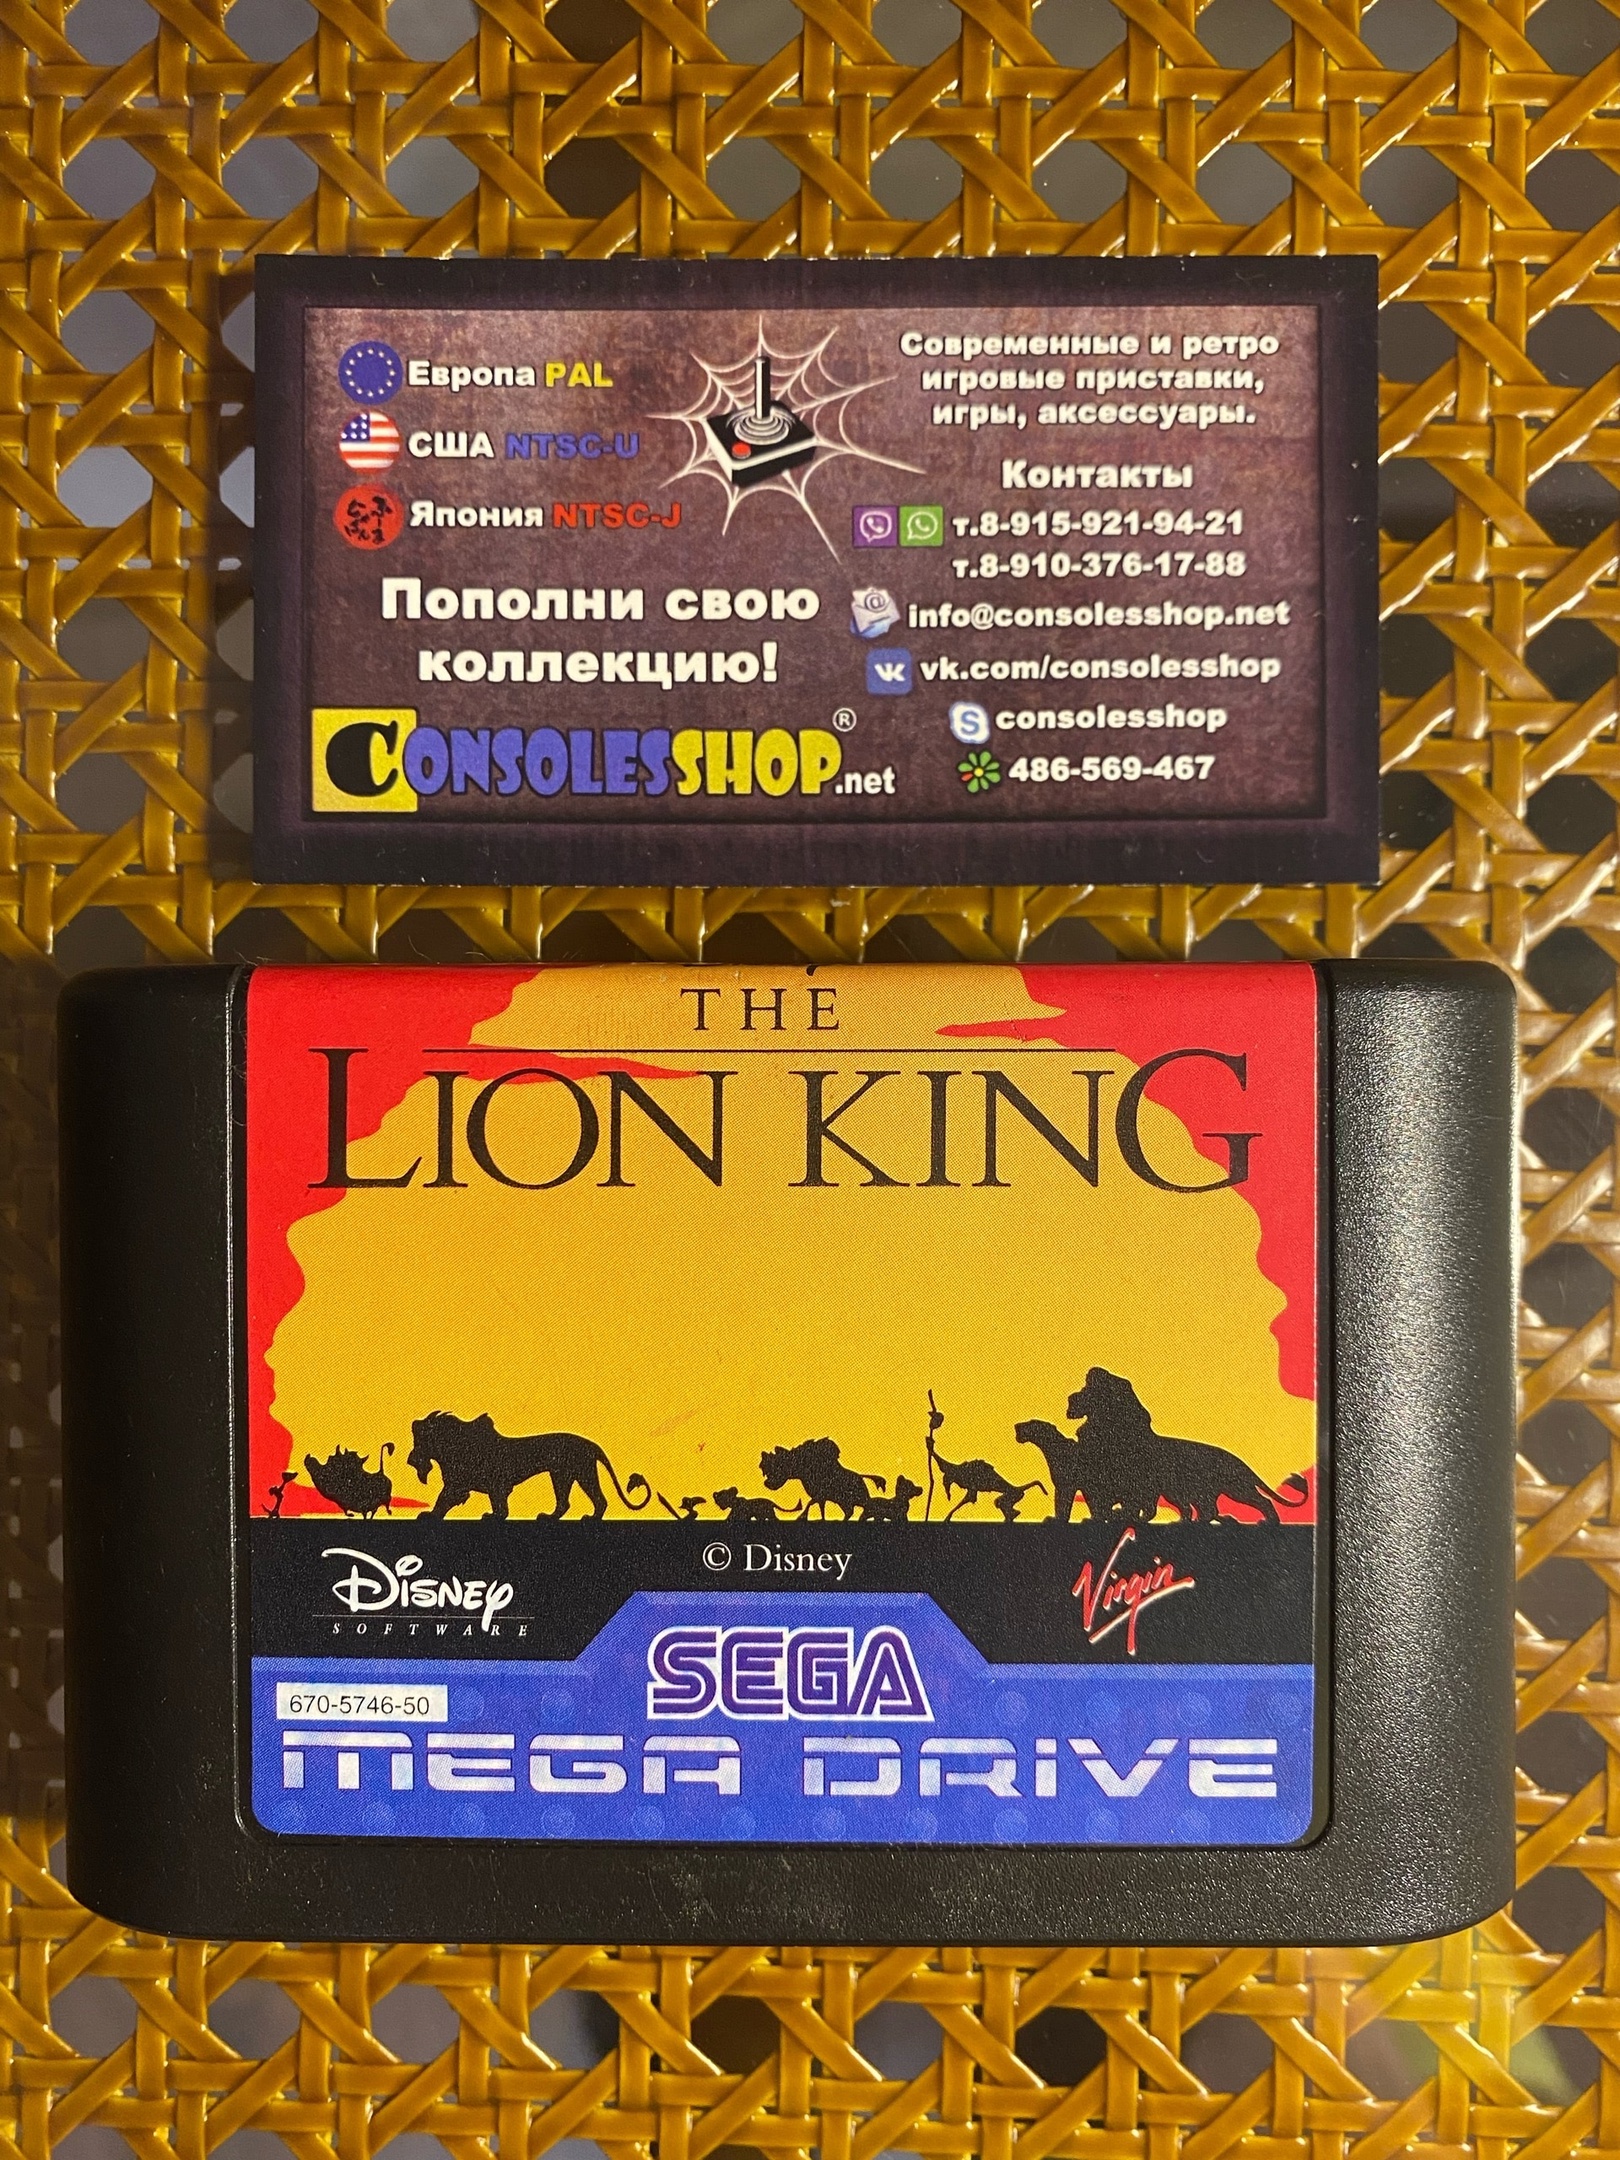 Европа PAL
США NTSC-U
Япония NTSC-J
Пополни свою
коллекцию!
CONSOLESSHOP.net
®
Современные и ретро
игровые приставки,
игры, аксессуары.
Контакты
т.8-915-921-94-21
т.8-910-376-17-88
info@consolesshop.net
vk.com/consolesshop
consolesshop
486-569-467
THE
LION KING
© Disney
DISNEY
SOFTWARE
Virgin
SEGA
670-5746-50
MEGA DRIVE